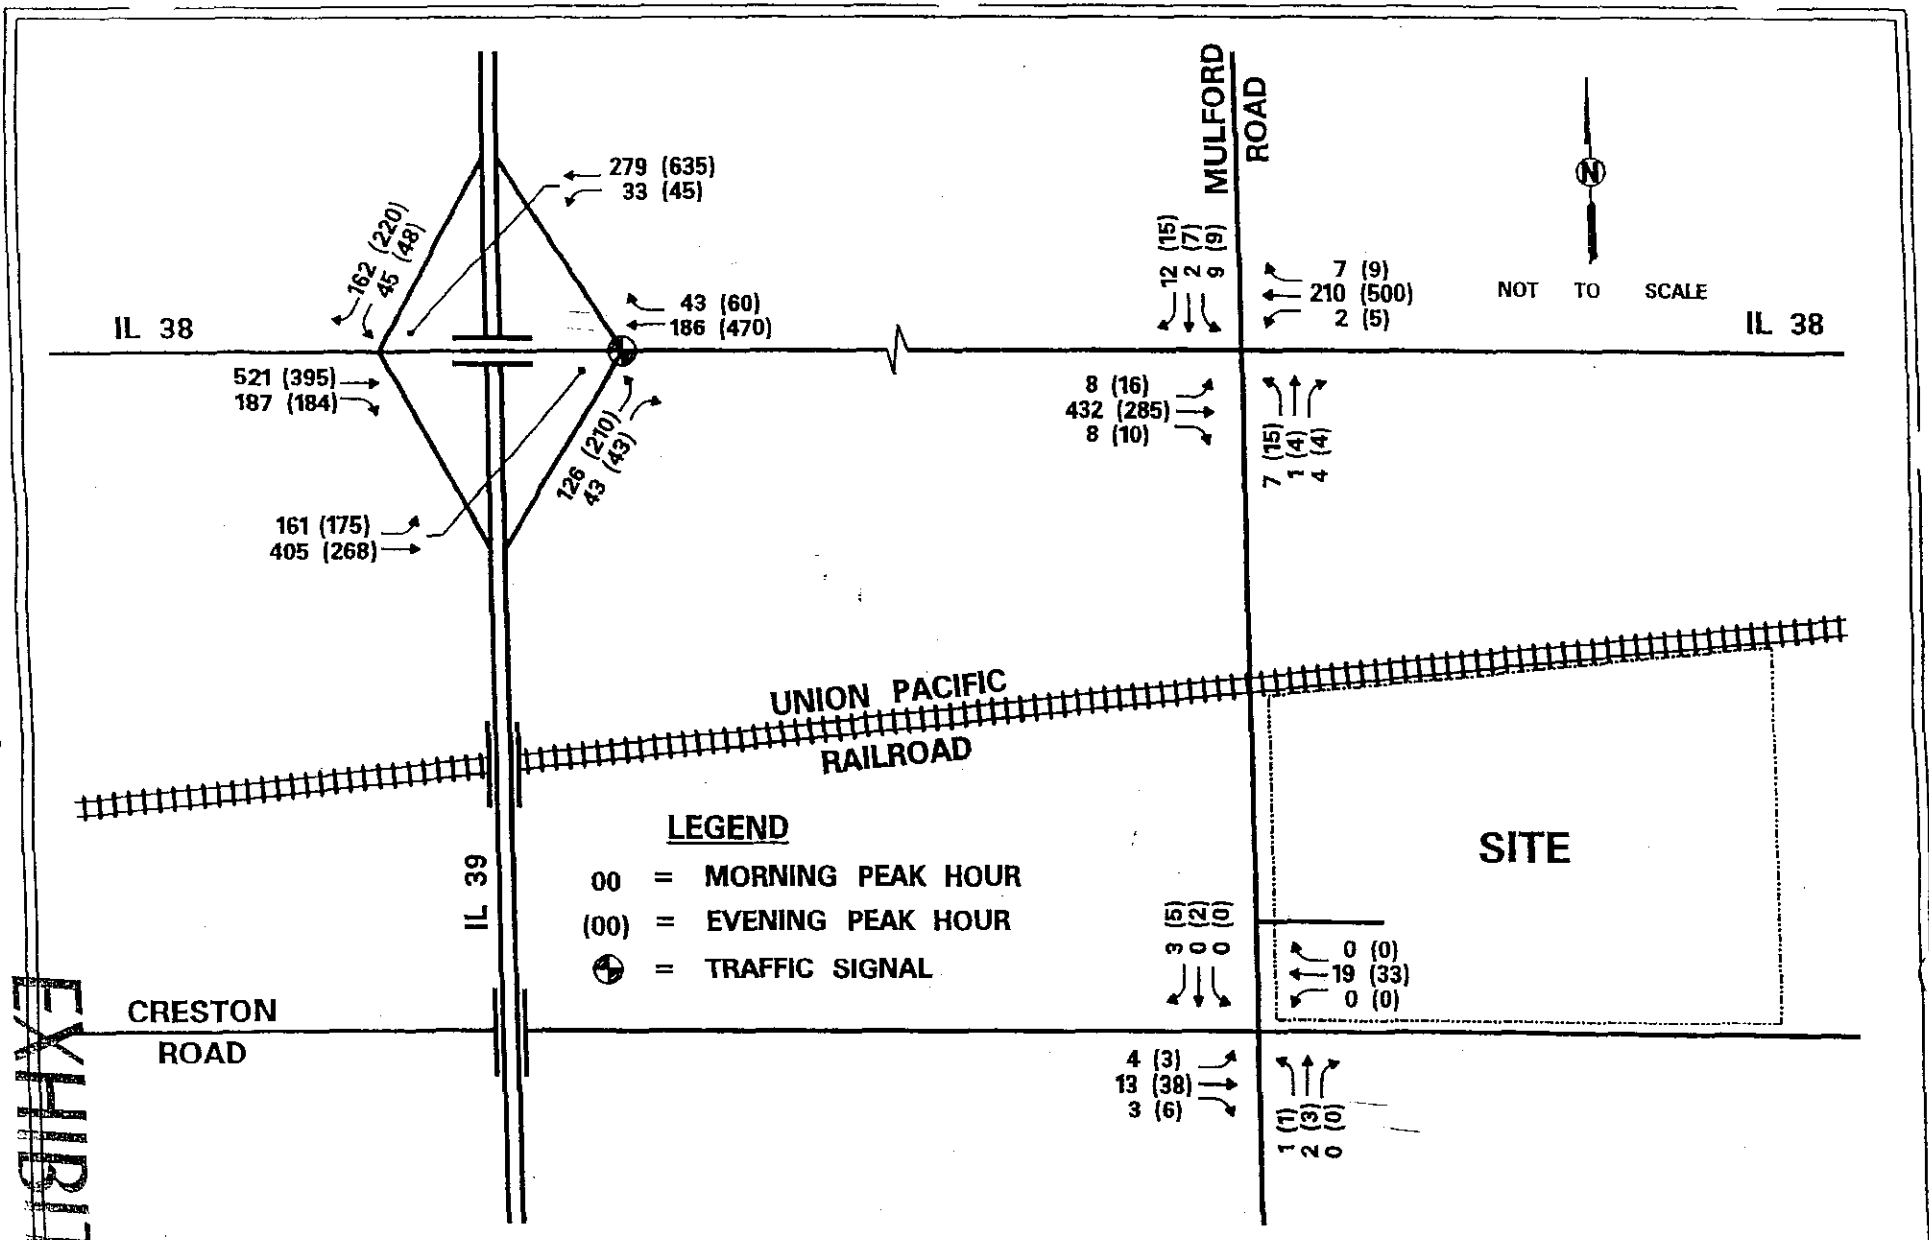 MULFORD
ROAD
N
NOT TO SCALE
279 (635)
33 (45)
162 (220)
45 (48)
43 (60)
186 (470)
IL 38
521 (395)
187 (184)
126 (210)
43 (43)
161 (175)
405 (268)
12 (15)
2 (7)
9 (9)
7 (9)
210 (500)
2 (5)
IL 38
8 (16)
432 (285)
8 (10)
7 (15)
1 (4)
4 (4)
UNION PACIFIC
RAILROAD
LEGEND
00 = MORNING PEAK HOUR
(00) = EVENING PEAK HOUR
= TRAFFIC SIGNAL
IL 39
SITE
3 (5)
0 (2)
0 (0)
0 (0)
19 (33)
0 (0)
CRESTON
ROAD
4 (3)
13 (38)
3 (6)
1 (1)
2 (3)
0 (0)
EXHIBIT